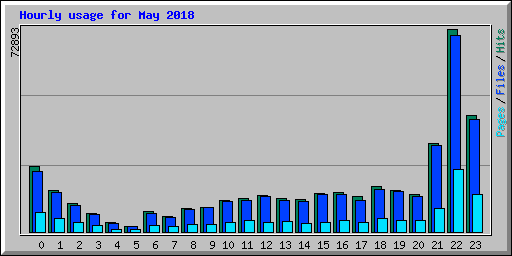 Hourly usage for May 2018
72893
Pages/Files/Hits
0 1 2 3 4 5 6 7 8 9 10 11 12 13 14 15 16 17 18 19 20 21 22 23